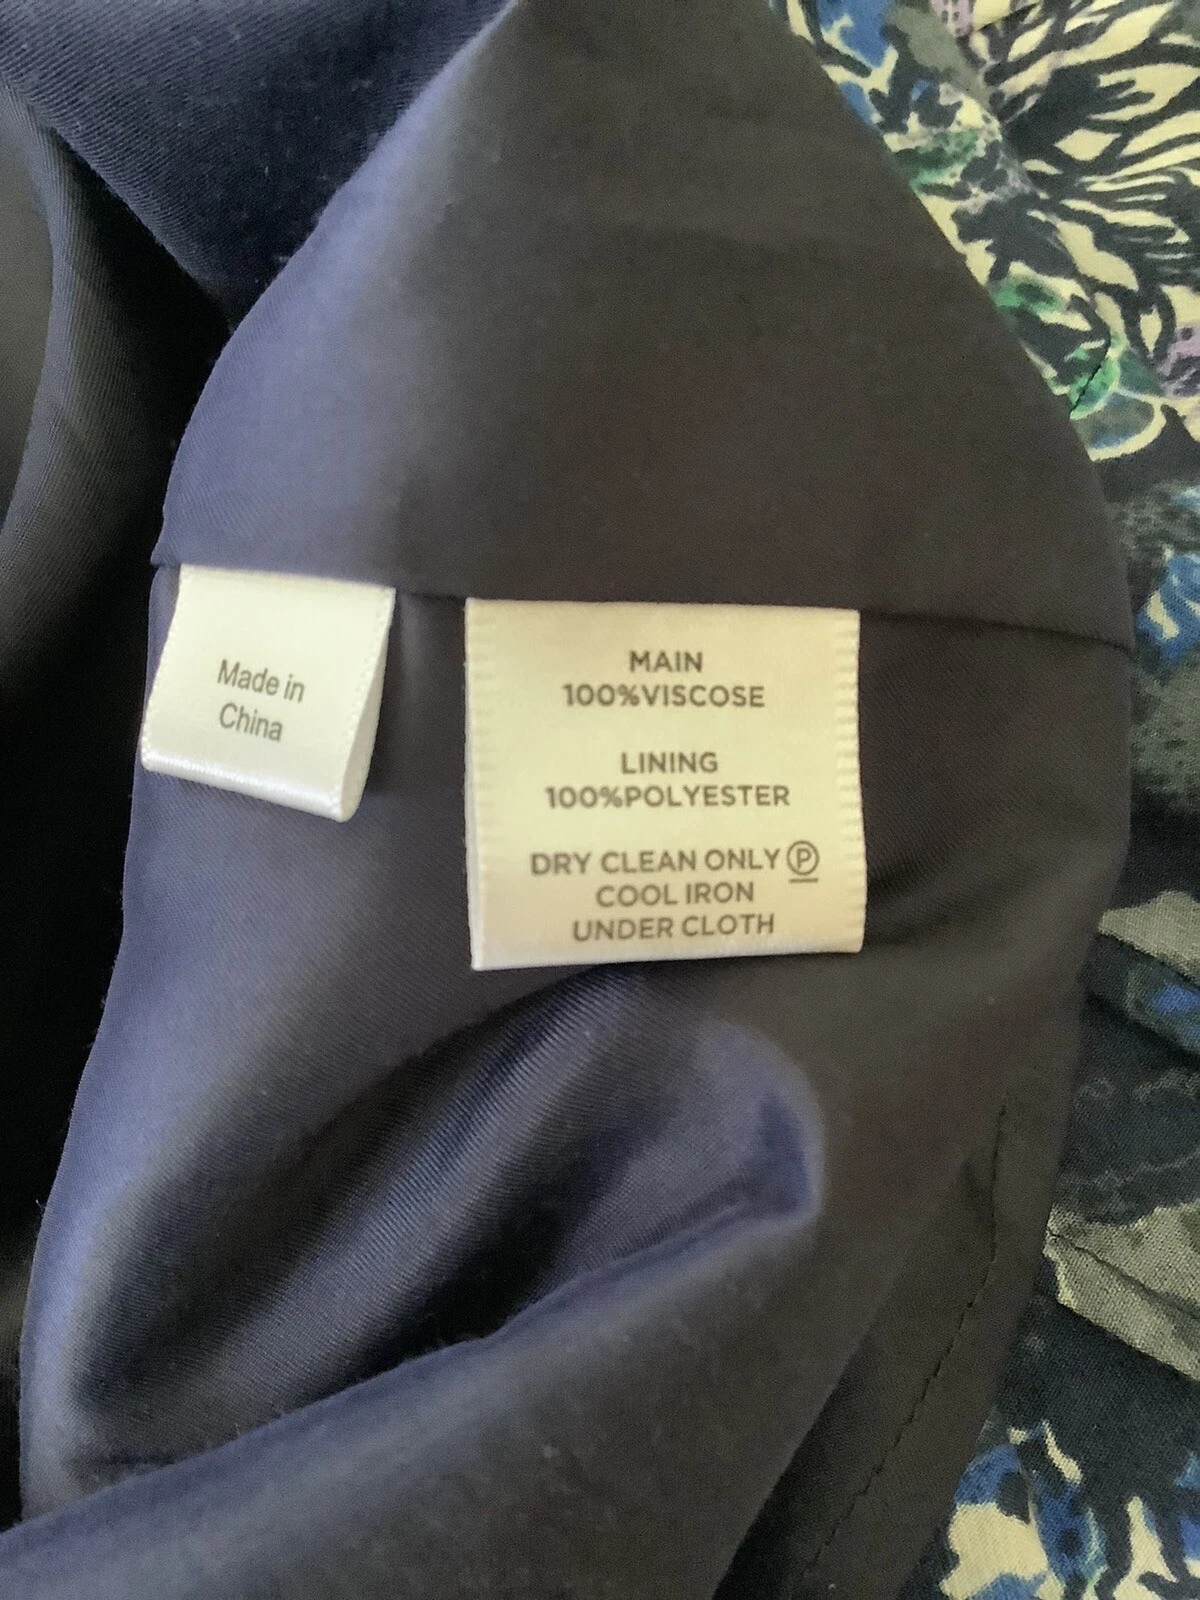 Made in
China
MAIN
100%VISCOSE
LINING
100%POLYESTER
DRY CLEAN ONLY Ⓟ
COOL IRON
UNDER CLOTH